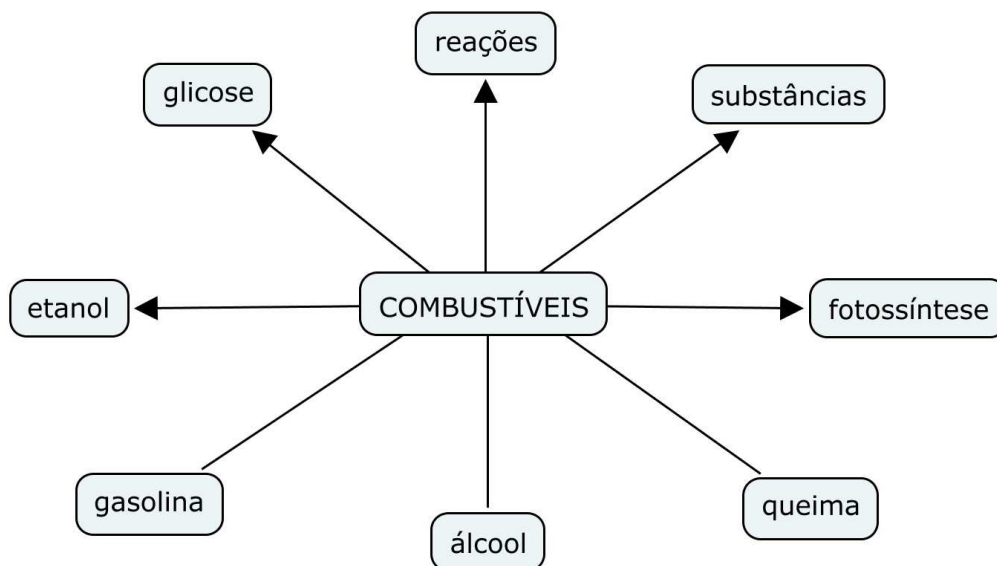 reações
glicose
substâncias
etanol
COMBUSTÍVEIS
fotossíntese
gasolina
álcool
queima